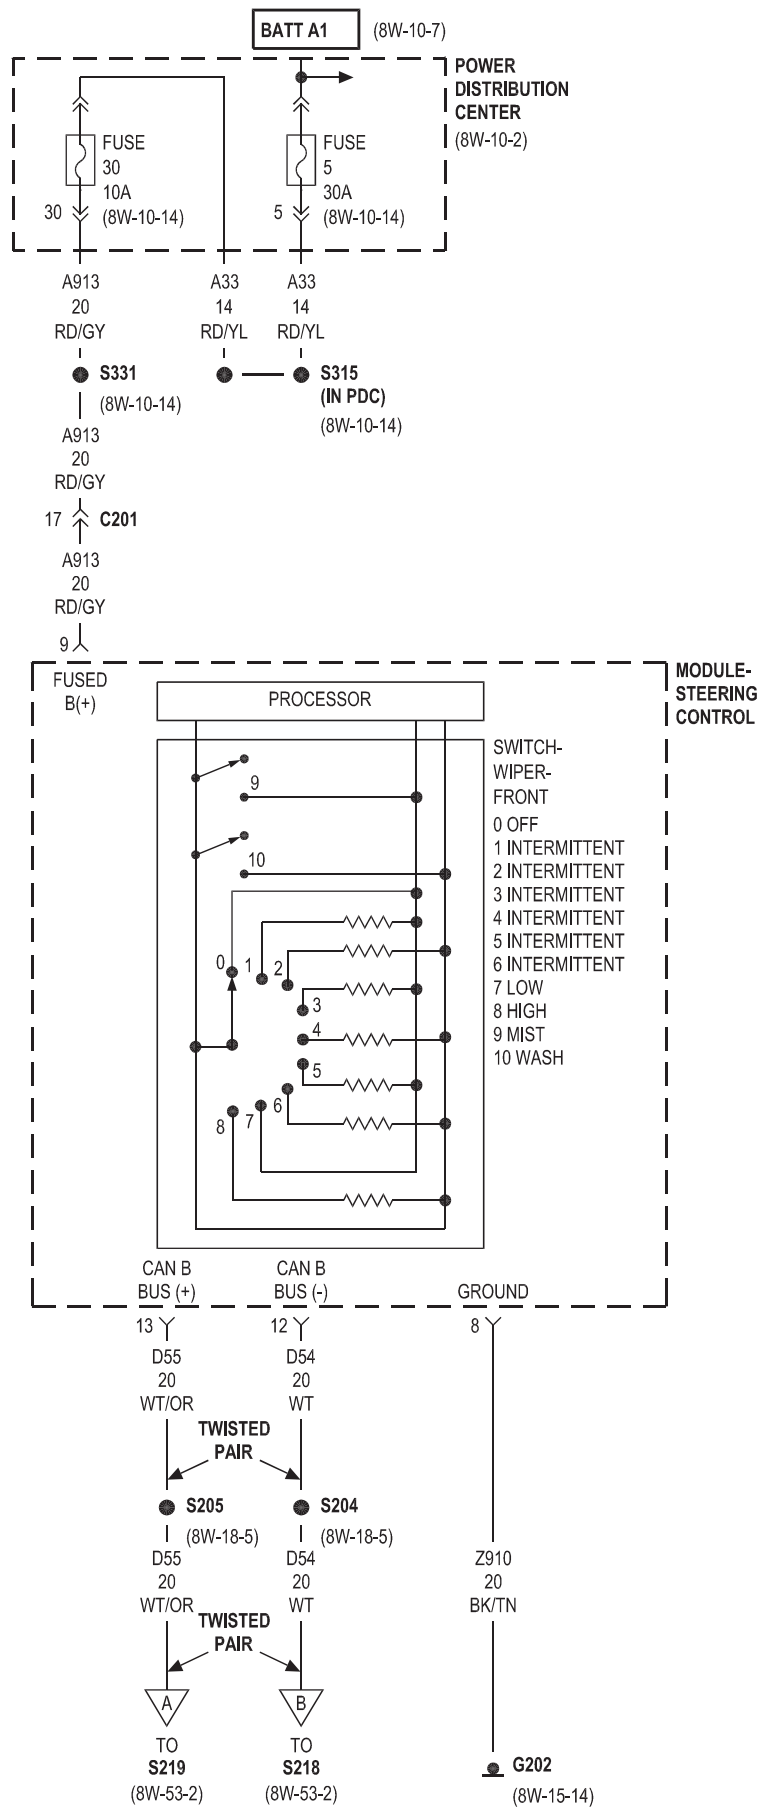 BATT A1 (8W-10-7)
POWER
DISTRIBUTION
CENTER
(8W-10-2)
FUSE
30
10A
(8W-10-14)
30
FUSE
5
30A
(8W-10-14)
5
A913
20
RD/GY
A33
14
RD/YL
A33
14
RD/YL
S331
(8W-10-14)
S315
(IN PDC)
(8W-10-14)
A913
20
RD/GY
17 C201
A913
20
RD/GY
9
FUSED
B(+)
MODULE-
STEERING
CONTROL
PROCESSOR
SWITCH-
WIPER-
FRONT
0 OFF
1 INTERMITTENT
2 INTERMITTENT
3 INTERMITTENT
4 INTERMITTENT
5 INTERMITTENT
6 INTERMITTENT
7 LOW
8 HIGH
9 MIST
10 WASH
9
10
0
1
2
3
4
5
6
7
8
CAN B
BUS (+)
CAN B
BUS (-)
GROUND
13
12
8
D55
20
WT/OR
D54
20
WT
TWISTED
PAIR
S205
(8W-18-5)
S204
(8W-18-5)
D55
20
WT/OR
D54
20
WT
Z910
20
BK/TN
TWISTED
PAIR
A
B
TO
S219
(8W-53-2)
TO
S218
(8W-53-2)
G202
(8W-15-14)